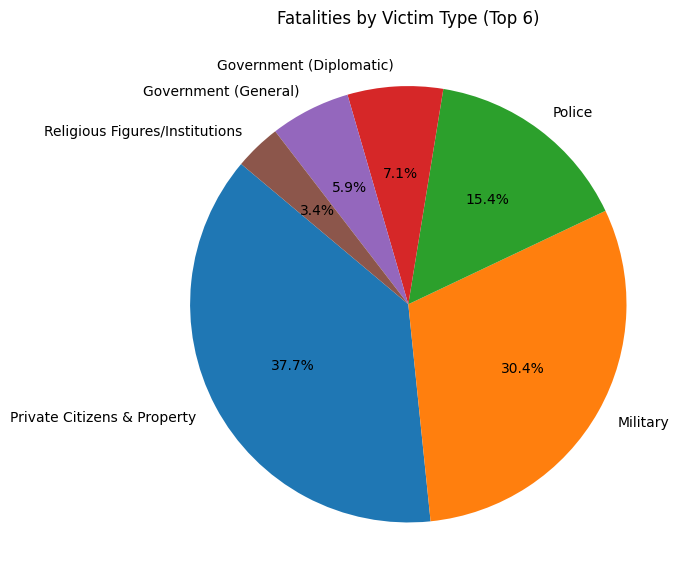 Fatalities by Victim Type (Top 6)
Government (Diplomatic)
Government (General)
Police
Religious Figures/Institutions
7.1%
5.9%
15.4%
3.4%
37.7%
30.4%
Private Citizens & Property
Military